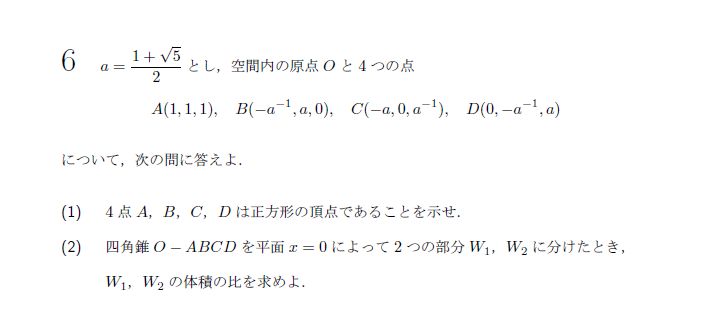 6 $a = \dfrac{1+\sqrt{5}}{2}$ とし，空間内の原点 $O$ と 4 つの点
$A(1, 1, 1),\quad B(-a^{-1}, a, 0),\quad C(-a, 0, a^{-1}),\quad D(0, -a^{-1}, a)$
について，次の問に答えよ．
(1) 4 点 $A$，$B$，$C$，$D$ は正方形の頂点であることを示せ．
(2) 四角錐 $O - ABCD$ を平面 $x = 0$ によって 2 つの部分 $W_1$，$W_2$ に分けたとき，
$W_1$，$W_2$ の体積の比を求めよ．